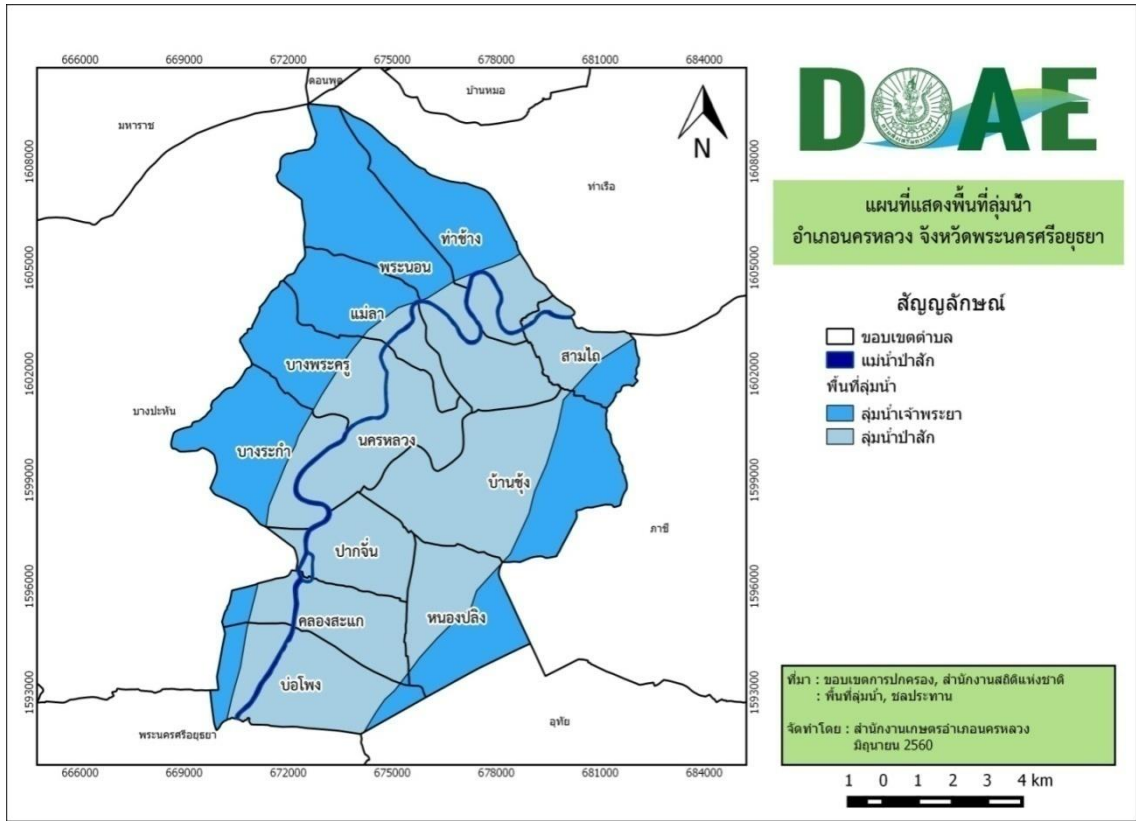 666000 669000 672000 675000 678000 681000 684000
ดอนพุด
บ้านหมอ
มหาราช
N
ท่าเรือ
1608000 1608000
ท่าช้าง
พระนอน
1605000 1605000
แม่ลา
สามไถ
บางพระครู
1602000 1602000
บางปะหัน
นครหลวง
บางระกำ
บ้านชุ้ง
1599000 1599000
ภาชี
ปากจั่น
1596000 1596000
หนองปลิง
คลองสะแก
บ่อโพง
1593000 1593000
อุทัย
พระนครศรีอยุธยา
666000 669000 672000 675000 678000 681000 684000
DOAE
แผนที่แสดงพื้นที่ลุ่มน้ำ
อำเภอนครหลวง จังหวัดพระนครศรีอยุธยา
สัญญลักษณ์
ขอบเขตตำบล
แม่น้ำป่าสัก
พื้นที่ลุ่มน้ำ
ลุ่มน้ำเจ้าพระยา
ลุ่มน้ำป่าสัก
ที่มา : ขอบเขตการปกครอง, สำนักงานสถิติแห่งชาติ
: พื้นที่ลุ่มน้ำ, ชลประทาน
จัดทำโดย : สำนักงานเกษตรอำเภอนครหลวง
มิถุนายน 2560
1 0 1 2 3 4 km